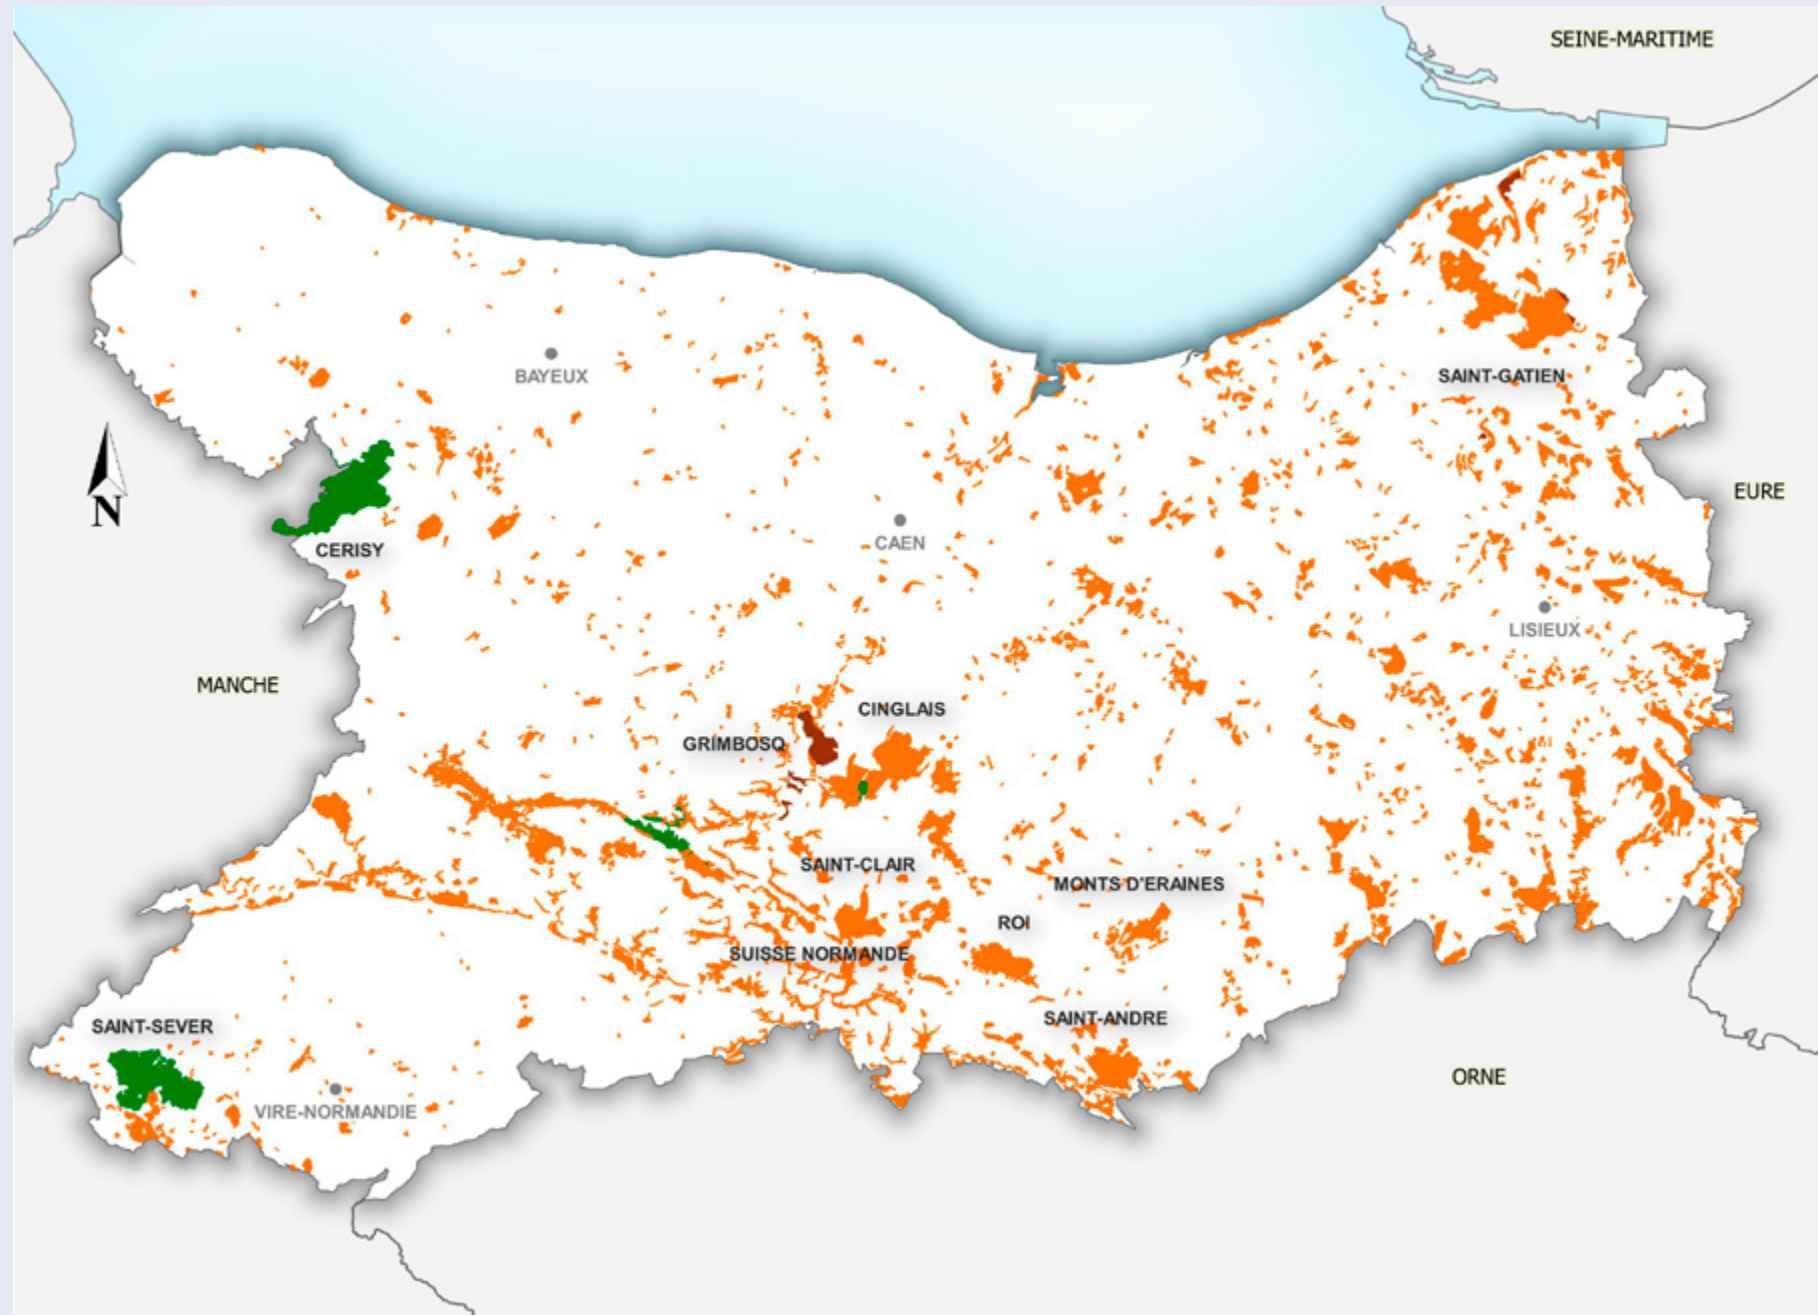 SEINE-MARITIME
BAYEUX
SAINT-GATIEN
EURE
N
CERISY
CAEN
LISIEUX
MANCHE
CINGLAIS
GRIMBOSQ
SAINT-CLAIR
MONTS D'ERAINES
ROI
SUISSE NORMANDE
SAINT-ANDRE
SAINT-SEVER
ORNE
VIRE-NORMANDIE